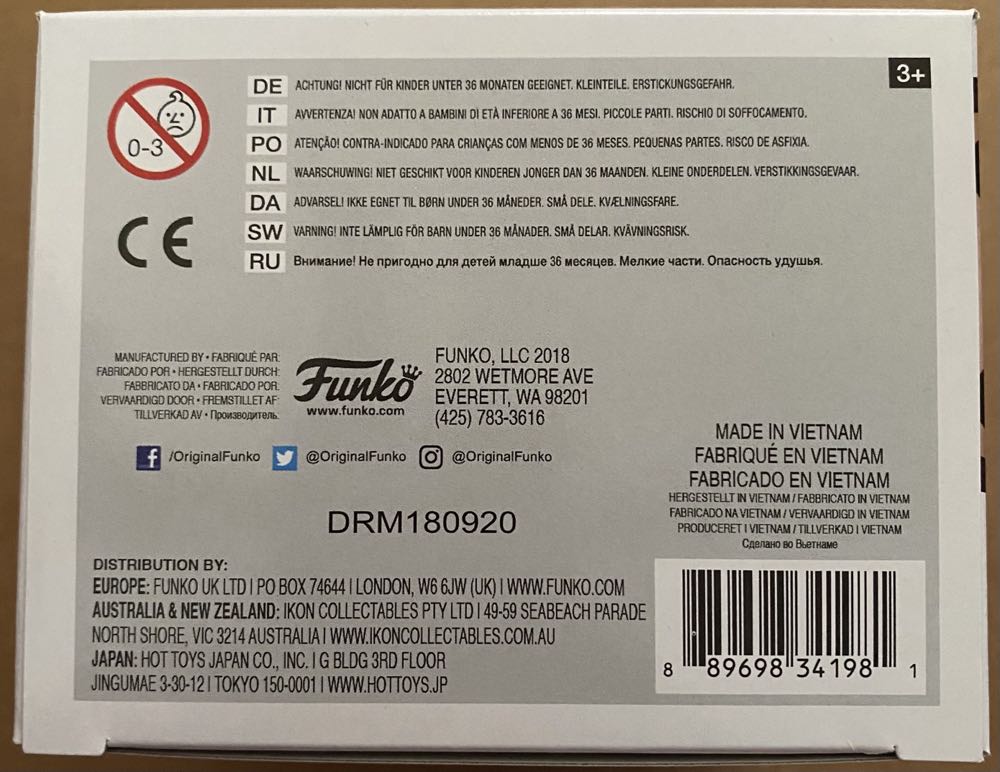 3+
0-3
DE ACHTUNG! NICHT FÜR KINDER UNTER 36 MONATEN GEEIGNET. KLEINTEILE. ERSTICKUNGSGEFAHR.
IT AVVERTENZA! NON ADATTO A BAMBINI DI ETÀ INFERIORE A 36 MESI. PICCOLE PARTI. RISCHIO DI SOFFOCAMENTO.
PO ATENÇÃO! CONTRA-INDICADO PARA CRIANÇAS COM MENOS DE 36 MESES. PEQUENAS PARTES. RISCO DE ASFIXIA.
NL WAARSCHUWING! NIET GESCHIKT VOOR KINDEREN JONGER DAN 36 MAANDEN. KLEINE ONDERDELEN. VERSTIKKINGSGEVAAR.
DA ADVARSEL! IKKE EGNET TIL BØRN UNDER 36 MÅNEDER. SMÅ DELE. KVÆLNINGSFARE.
SW VARNING! INTE LÄMPLIG FÖR BARN UNDER 36 MÅNADER. SMÅ DELAR. KVÄVNINGSRISK.
RU Внимание! Не пригодно для детей младше 36 месяцев. Мелкие части. Опасность удушья.
CE
MANUFACTURED BY • FABRIQUÉ PAR:
FABRICADO POR • HERGESTELLT DURCH:
FABBRICATO DA • FABRICADO POR:
VERVAARDIGD DOOR • FREMSTILLET AF:
TILLVERKAD AV • Производитель:
Funko
www.funko.com
FUNKO, LLC 2018
2802 WETMORE AVE
EVERETT, WA 98201
(425) 783-3616
f /OriginalFunko @OriginalFunko @OriginalFunko
DRM180920
MADE IN VIETNAM
FABRIQUÉ EN VIETNAM
FABRICADO EN VIETNAM
HERGESTELLT IN VIETNAM / FABBRICATO IN VIETNAM
FABRICADO NA VIETNAM / VERVAARDIGD IN VIETNAM
PRODUCERET I VIETNAM / TILLVERKAD I VIETNAM
Сделано во Вьетнаме
DISTRIBUTION BY:
EUROPE: FUNKO UK LTD | PO BOX 74644 | LONDON, W6 6JW (UK) | WWW.FUNKO.COM
AUSTRALIA & NEW ZEALAND: IKON COLLECTABLES PTY LTD | 49-59 SEABEACH PARADE
NORTH SHORE, VIC 3214 AUSTRALIA | WWW.IKONCOLLECTABLES.COM.AU
JAPAN: HOT TOYS JAPAN CO., INC. | G BLDG 3RD FLOOR
JINGUMAE 3-30-12 | TOKYO 150-0001 | WWW.HOTTOYS.JP
8 89698 34198 1